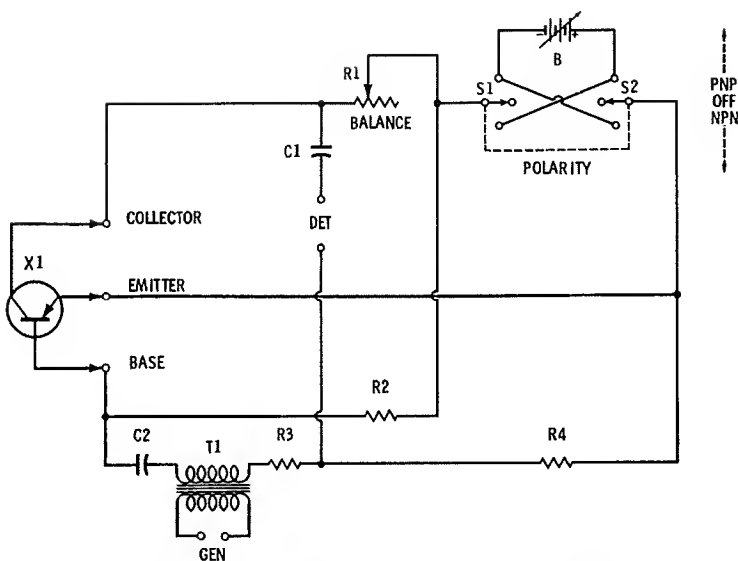 B
- +
R1
S1
S2
PNP
OFF
NPN
BALANCE
C1
POLARITY
COLLECTOR
DET
X1
EMITTER
BASE
R2
C2
T1
R3
R4
GEN